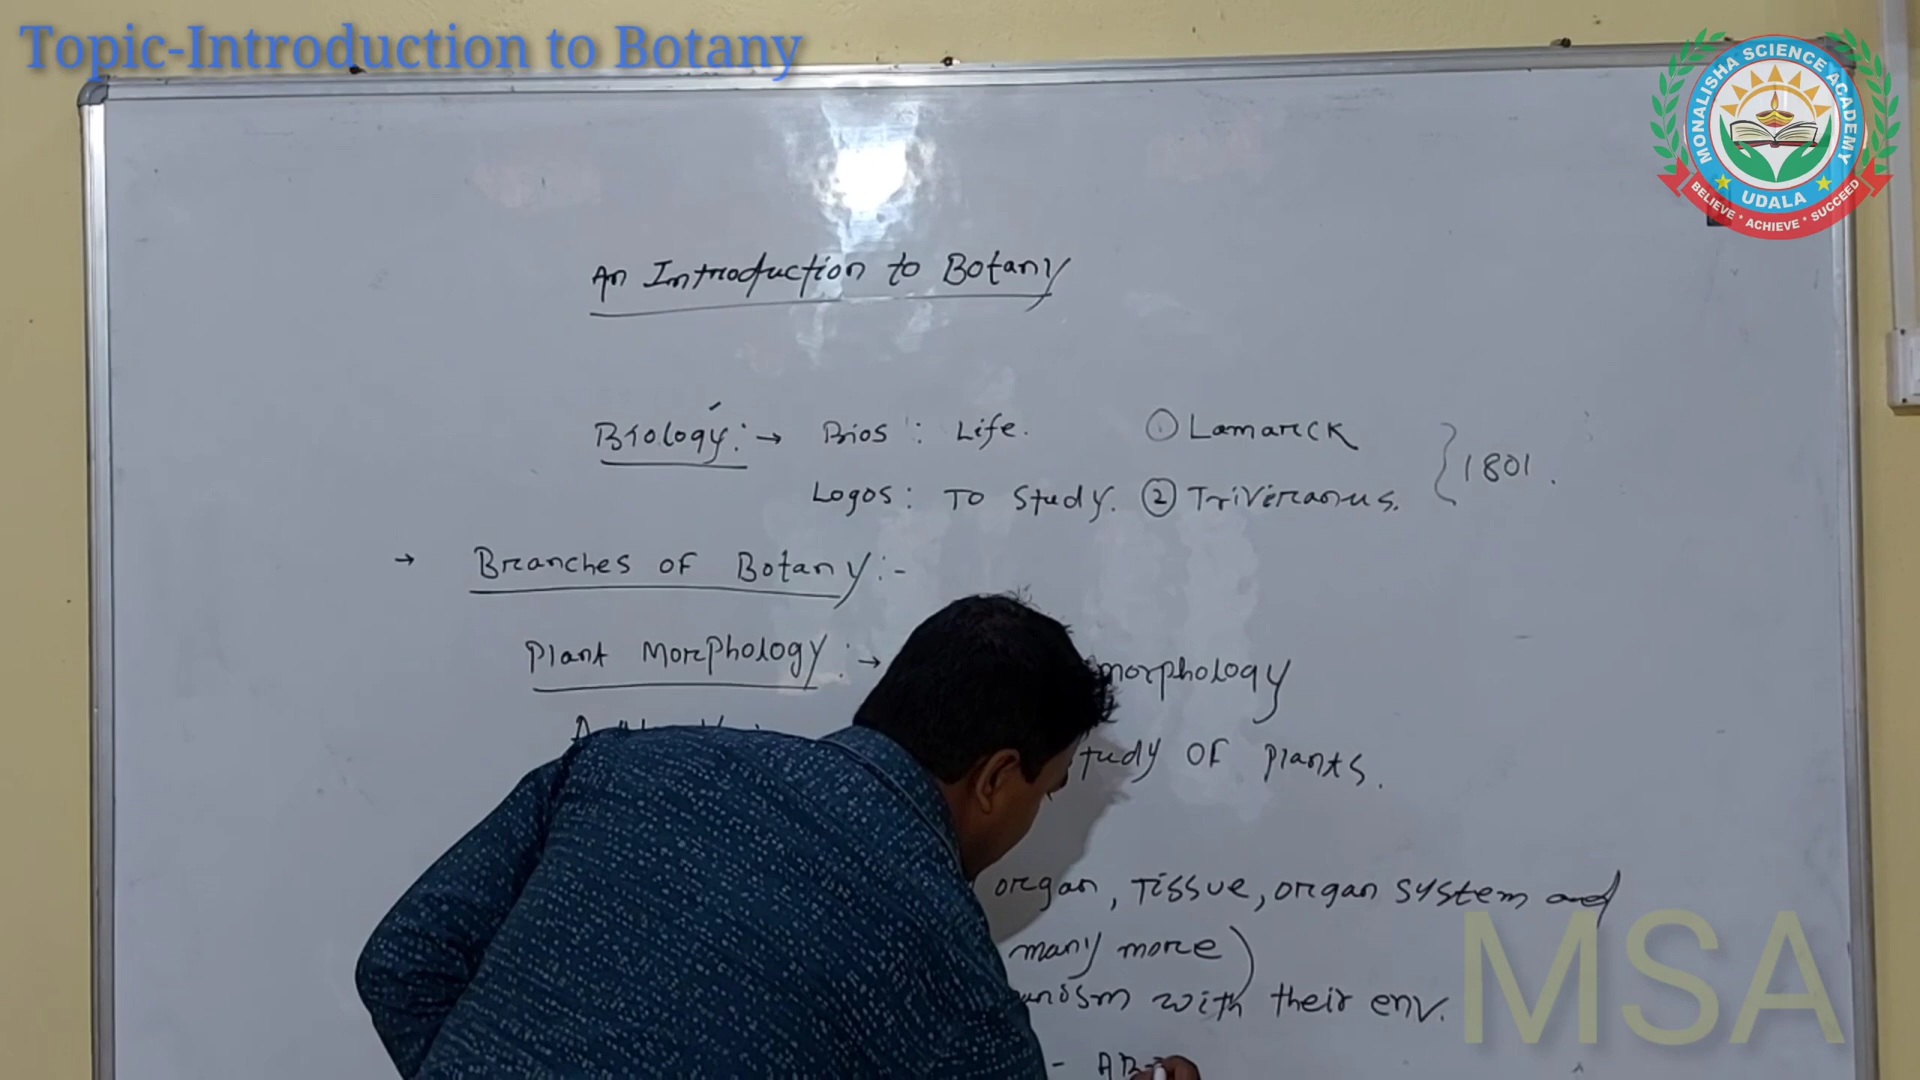 Topic-Introduction to Botany
MONALISHA SCIENCE ACADEMY
UDALA
BELIEVE * ACHIEVE * SUCCEED
An Introduction to Botany
Biology:→ Bios : Life. ① Lamarck
Logos: To Study. ② Triviranus.
1801.
→ Branches of Botany:-
Plant Morphology:→ morphology
study of plants.
organ, Tissue, organ system and
many more)
with their env.
MSA